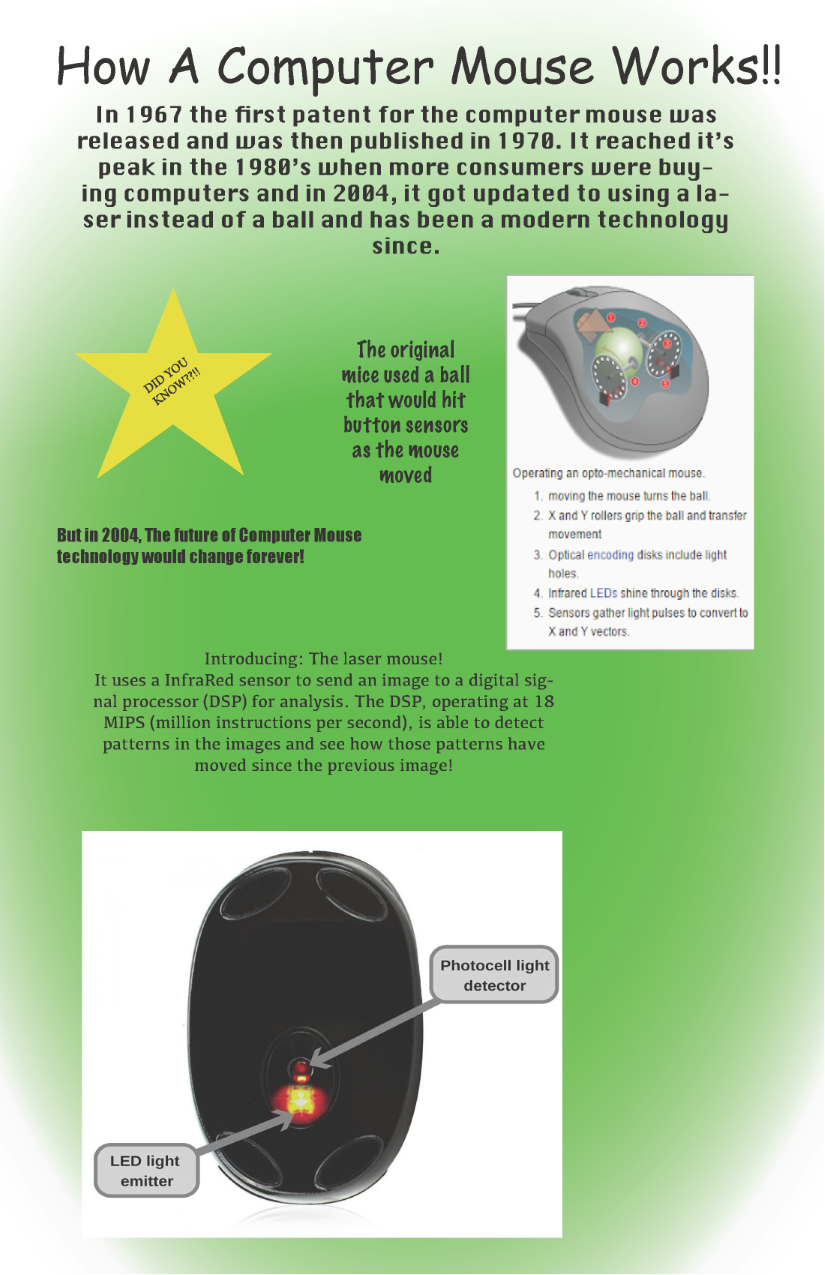 How A Computer Mouse Works!!
In 1967 the first patent for the computer mouse was
released and was then published in 1970. It reached it's
peak in the 1980's when more consumers were buy-
ing computers and in 2004, it got updated to using a la-
ser instead of a ball and has been a modern technology
since.
DID YOU
KNOW??!!
The original
mice used a ball
that would hit
button sensors
as the mouse
moved
1
2
3
4
5
Operating an opto-mechanical mouse.
1. moving the mouse turns the ball.
2. X and Y rollers grip the ball and transfer
movement
3. Optical encoding disks include light
holes.
4. Infrared LEDs shine through the disks.
5. Sensors gather light pulses to convert to
X and Y vectors.
But in 2004, The future of Computer Mouse
technology would change forever!
Introducing: The laser mouse!
It uses a InfraRed sensor to send an image to a digital sig-
nal processor (DSP) for analysis. The DSP, operating at 18
MIPS (million instructions per second), is able to detect
patterns in the images and see how those patterns have
moved since the previous image!
Photocell light
detector
LED light
emitter